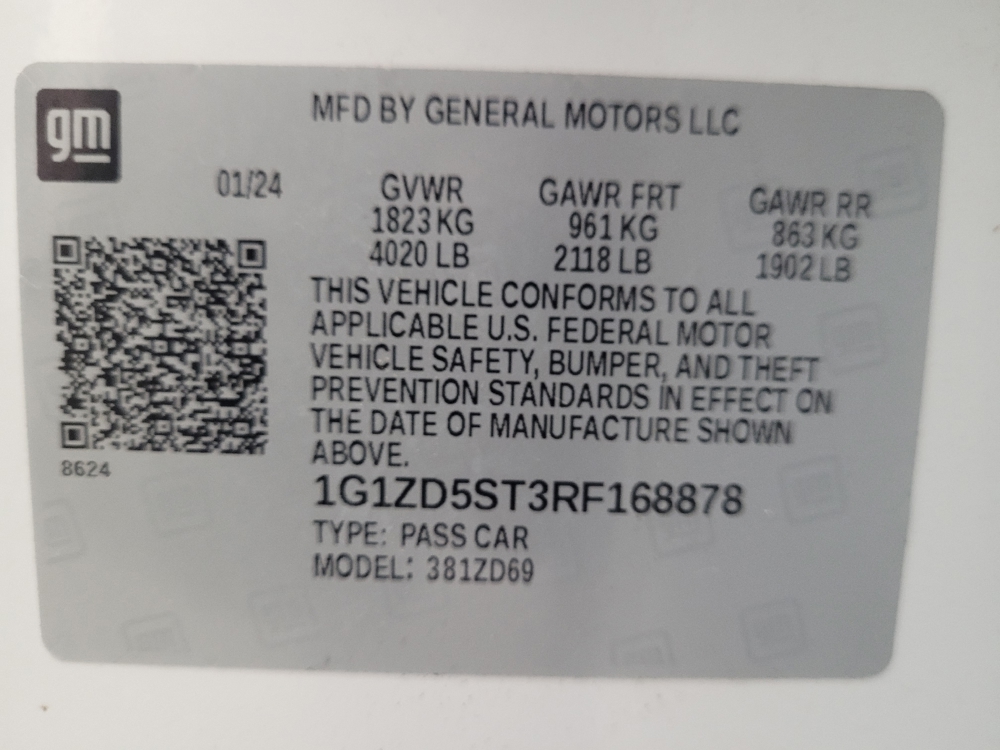 gm
MFD BY GENERAL MOTORS LLC
01/24 GVWR GAWR FRT GAWR RR
1823 KG 961 KG 863 KG
4020 LB 2118 LB 1902 LB
THIS VEHICLE CONFORMS TO ALL
APPLICABLE U.S. FEDERAL MOTOR
VEHICLE SAFETY, BUMPER, AND THEFT
PREVENTION STANDARDS IN EFFECT ON
THE DATE OF MANUFACTURE SHOWN
ABOVE.
8624
1G1ZD5ST3RF168878
TYPE: PASS CAR
MODEL: 381ZD69